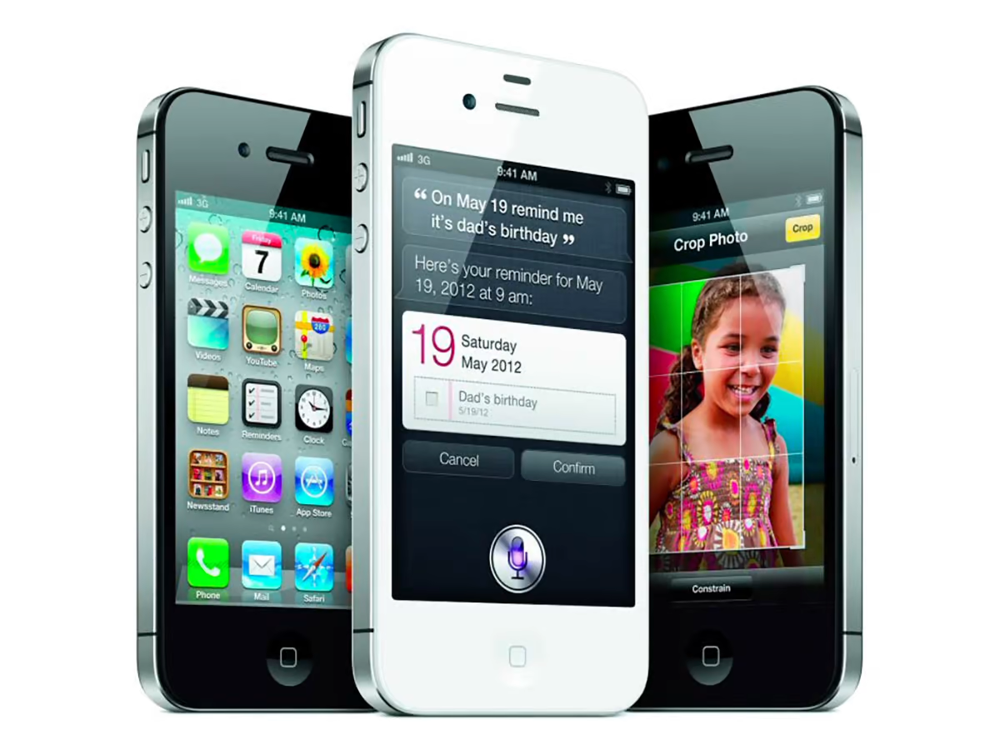 3G
9:41 AM
Messages
Friday
7
Calendar
Photos
Videos
YouTube
280
Maps
Notes
Reminders
Clock
Newsstand
iTunes
App Store
Phone
Mail
Safari
3G
9:41 AM
“ On May 19 remind me
it’s dad’s birthday ”
Here’s your reminder for May
19, 2012 at 9 am:
19
Saturday
May 2012
Dad’s birthday
5/19/12
Cancel
Confirm
9:41 AM
Crop Photo
Crop
Constrain